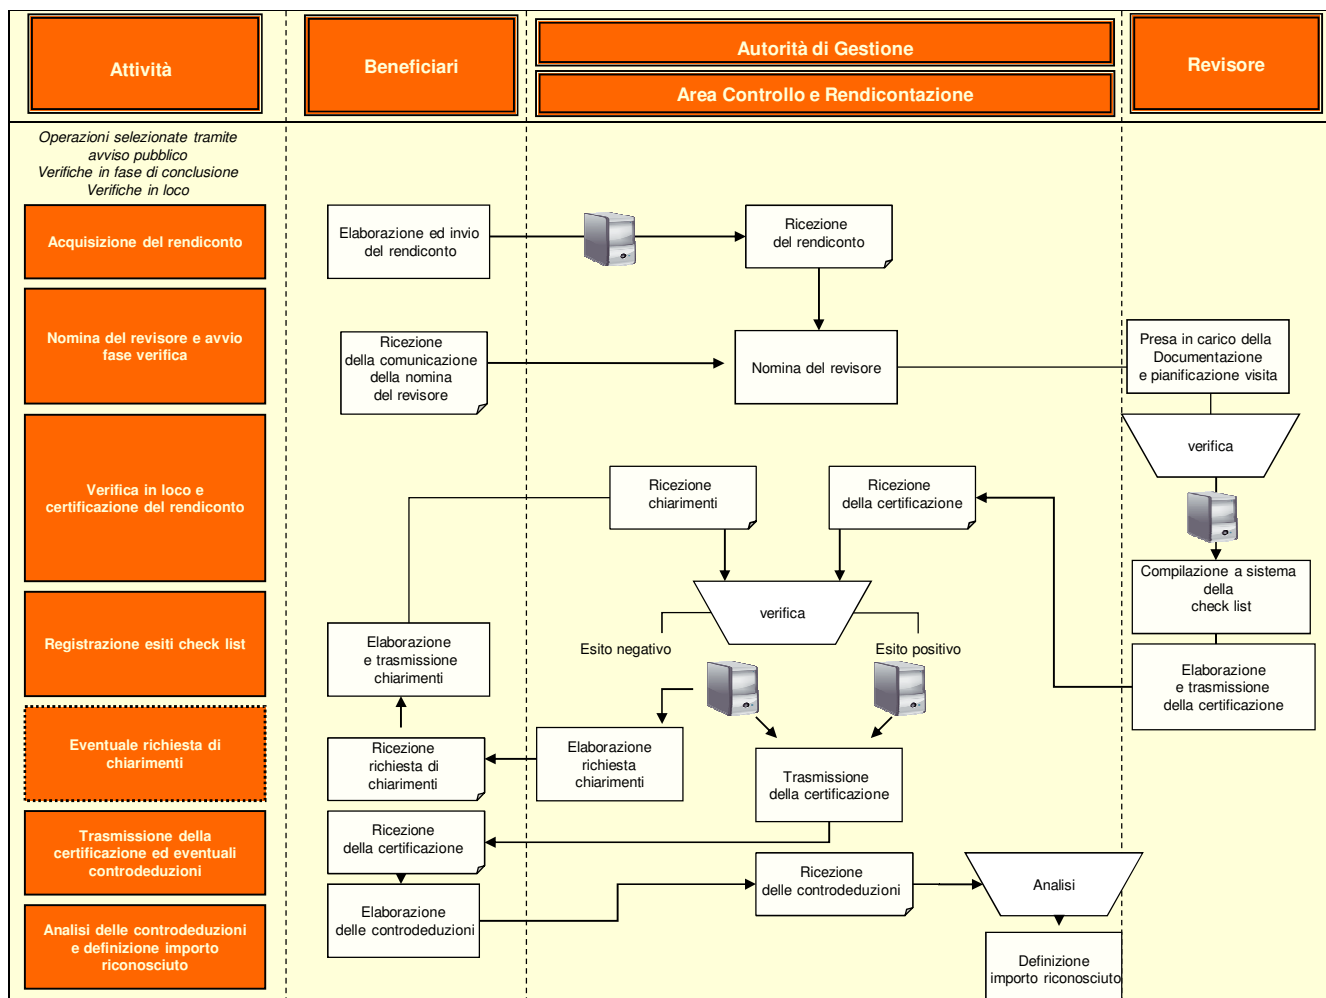 Attività
Beneficiari
Autorità di Gestione
Area Controllo e Rendicontazione
Revisore
Operazioni selezionate tramite
avviso pubblico
Verifiche in fase di conclusione
Verifiche in loco
Acquisizione del rendiconto
Elaborazione ed invio
del rendiconto
Ricezione
del rendiconto
Nomina del revisore e avvio
fase verifica
Ricezione
della comunicazione
della nomina
del revisore
Nomina del revisore
Presa in carico della
Documentazione
e pianificazione visita
verifica
Verifica in loco e
certificazione del rendiconto
Ricezione
chiarimenti
Ricezione
della certificazione
Compilazione a sistema
della
check list
Registrazione esiti check list
Elaborazione
e trasmissione
chiarimenti
verifica
Esito negativo
Esito positivo
Elaborazione
e trasmissione
della certificazione
Eventuale richiesta di
chiarimenti
Ricezione
richiesta di
chiarimenti
Elaborazione
richiesta
chiarimenti
Trasmissione
della certificazione
Trasmissione della
certificazione ed eventuali
controdeduzioni
Ricezione
della certificazione
Ricezione
delle controdeduzioni
Analisi
Analisi delle controdeduzioni
e definizione importo
riconosciuto
Elaborazione
delle controdeduzioni
Definizione
importo riconosciuto